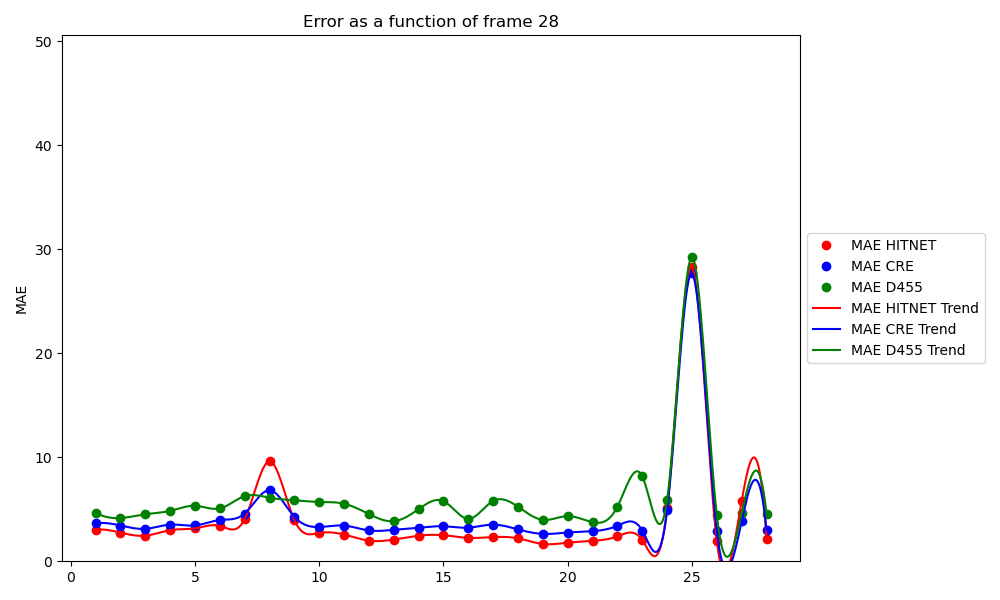 Error as a function of frame 28
MAE
50
40
30
20
10
0
0 5 10 15 20 25
MAE HITNET
MAE CRE
MAE D455
MAE HITNET Trend
MAE CRE Trend
MAE D455 Trend